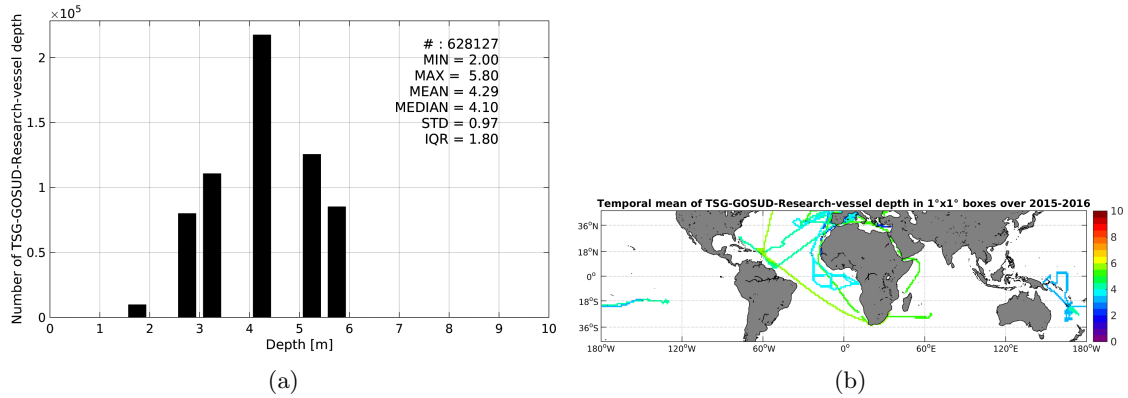 ×10⁵
Number of TSG-GOSUD-Research-vessel depth
2
1.5
1
0.5
0
# : 628127
MIN = 2.00
MAX = 5.80
MEAN = 4.29
MEDIAN = 4.10
STD = 0.97
IQR = 1.80
0 1 2 3 4 5 6 7 8 9 10
Depth [m]
(a)
Temporal mean of TSG-GOSUD-Research-vessel depth in 1°x1° boxes over 2015-2016
36°N
18°N
0°
18°S
36°S
180°W 120°W 60°W 0° 60°E 120°E 180°W
10
8
6
4
2
0
(b)